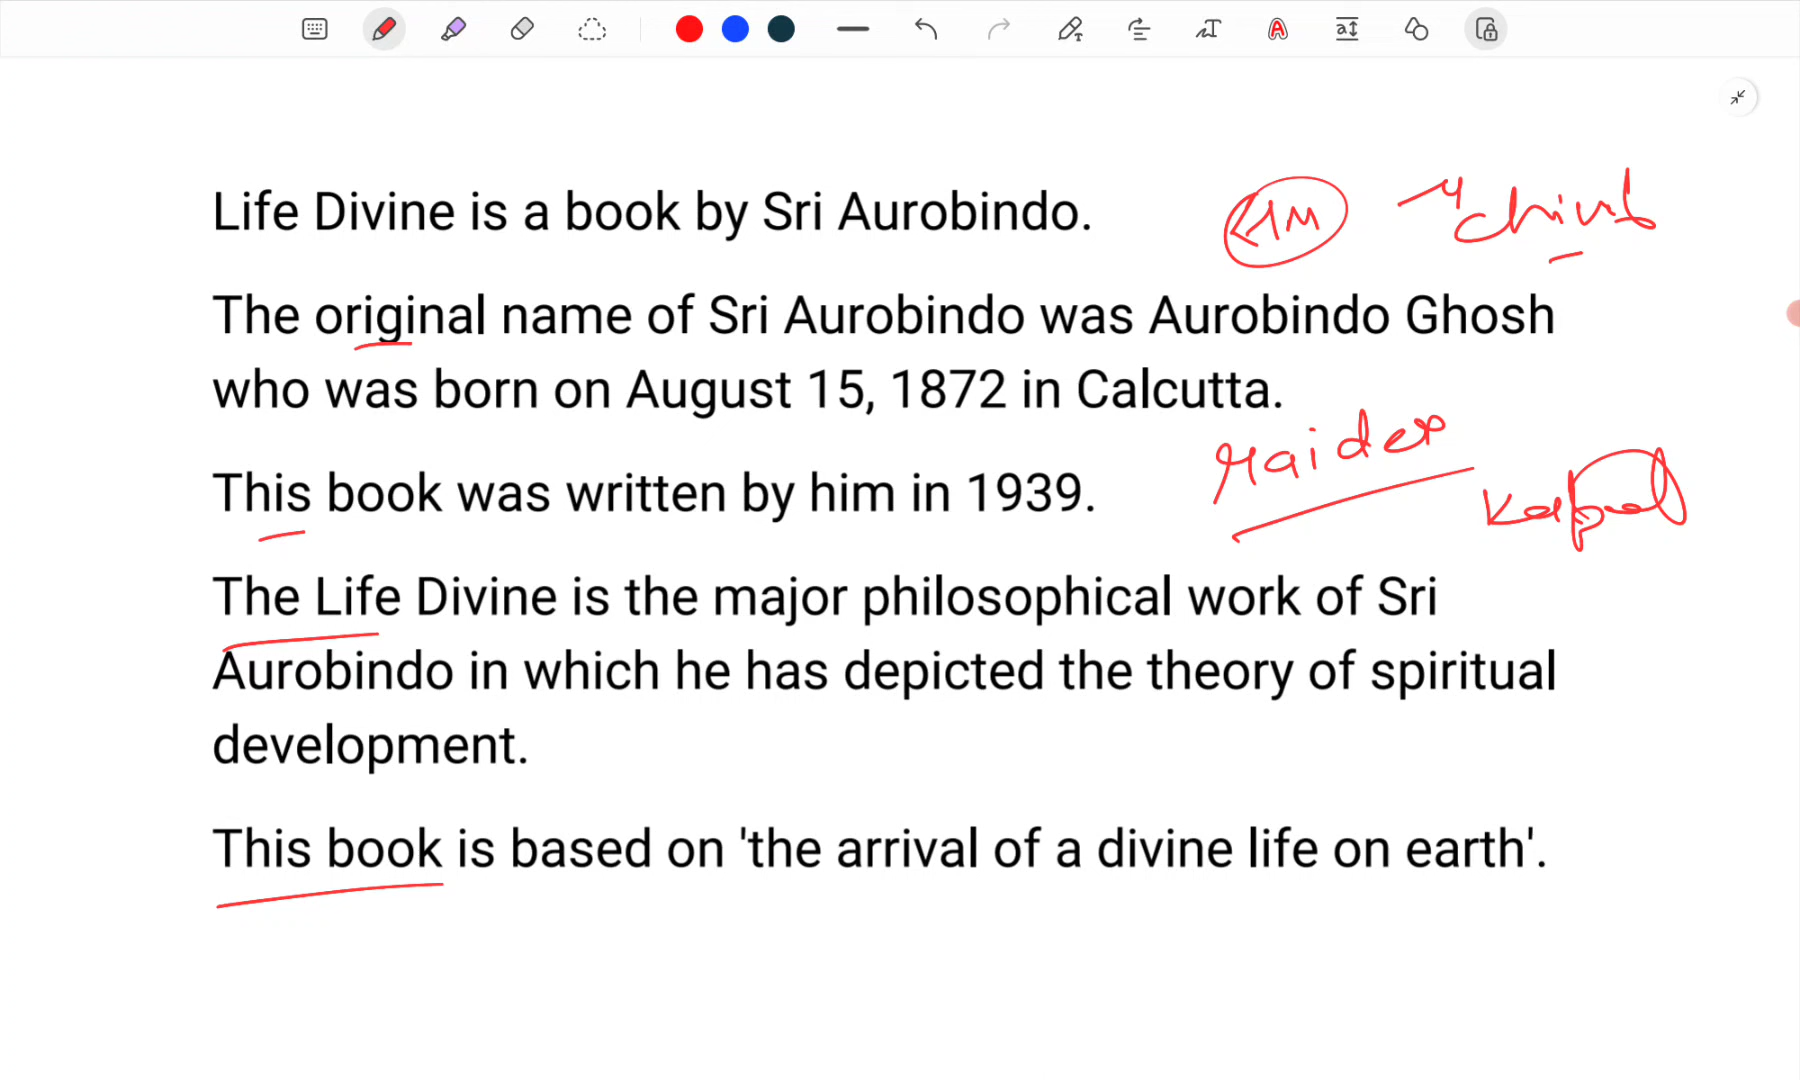 Life Divine is a book by Sri Aurobindo.
The original name of Sri Aurobindo was Aurobindo Ghosh
who was born on August 15, 1872 in Calcutta.
This book was written by him in 1939.
The Life Divine is the major philosophical work of Sri
Aurobindo in which he has depicted the theory of spiritual
development.
This book is based on 'the arrival of a divine life on earth'.